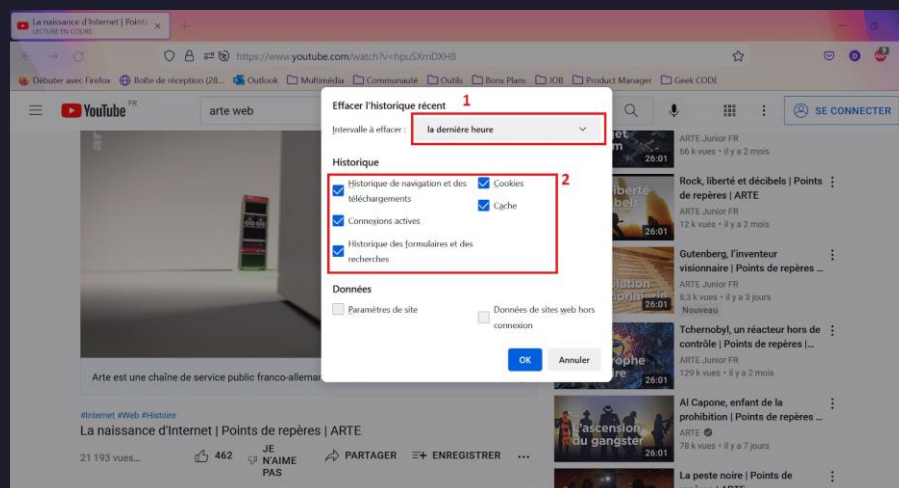 La naissance d'Internet | Points
LECTURE EN COURS
https://www.youtube.com/watch?v=hpuSXrnDXH8
Débuter avec Firefox Boîte de réception (28... Outlook Multimédia Communauté Outils Bons Plans JOB Product Manager Geek CODE
YouTube FR
arte web
SE CONNECTER
Effacer l'historique récent 1
Intervalle à effacer : la dernière heure
Historique
2
Historique de navigation et des
téléchargements
Cookies
Cache
Connexions actives
Historique des formulaires et des
recherches
Données
Paramètres de site
Données de sites web hors
connexion
OK Annuler
Arte est une chaîne de service public franco-allemar
#Internet #Web #Histoire
La naissance d'Internet | Points de repères | ARTE
21 193 vues...
462
JE
N'AIME
PAS
PARTAGER
ENREGISTRER
26:01
ARTE Junior FR
66 k vues • il y a 2 mois
26:01
Rock, liberté et décibels | Points
de repères | ARTE
ARTE Junior FR
12 k vues • il y a 2 mois
26:01
Gutenberg, l'inventeur
visionnaire | Points de repères ...
ARTE Junior FR
8,3 k vues • il y a 3 jours
Nouveau
26:01
Tchernobyl, un réacteur hors de
contrôle | Points de repères |...
ARTE Junior FR
129 k vues • il y a 2 mois
L'ascension
du gangster
26:01
Al Capone, enfant de la
prohibition | Points de repères ...
ARTE
78 k vues • il y a 7 jours
La peste noire | Points de